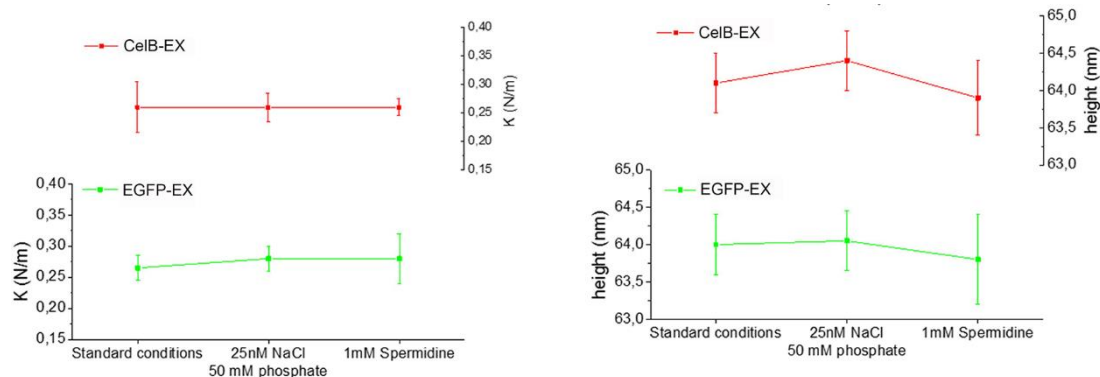 CelB-EX
0,40
0,35
0,30
0,25
0,20
0,15
K (N/m)
EGFP-EX
0,40
0,35
0,30
0,25
0,20
0,15
K (N/m)
Standard conditions
25nM NaCl
50 mM phosphate
1mM Spermidine
CelB-EX
65,0
64,5
64,0
63,5
63,0
height (nm)
EGFP-EX
65,0
64,5
64,0
63,5
63,0
height (nm)
Standard conditions
25nM NaCl
50 mM phosphate
1mM Spermidine